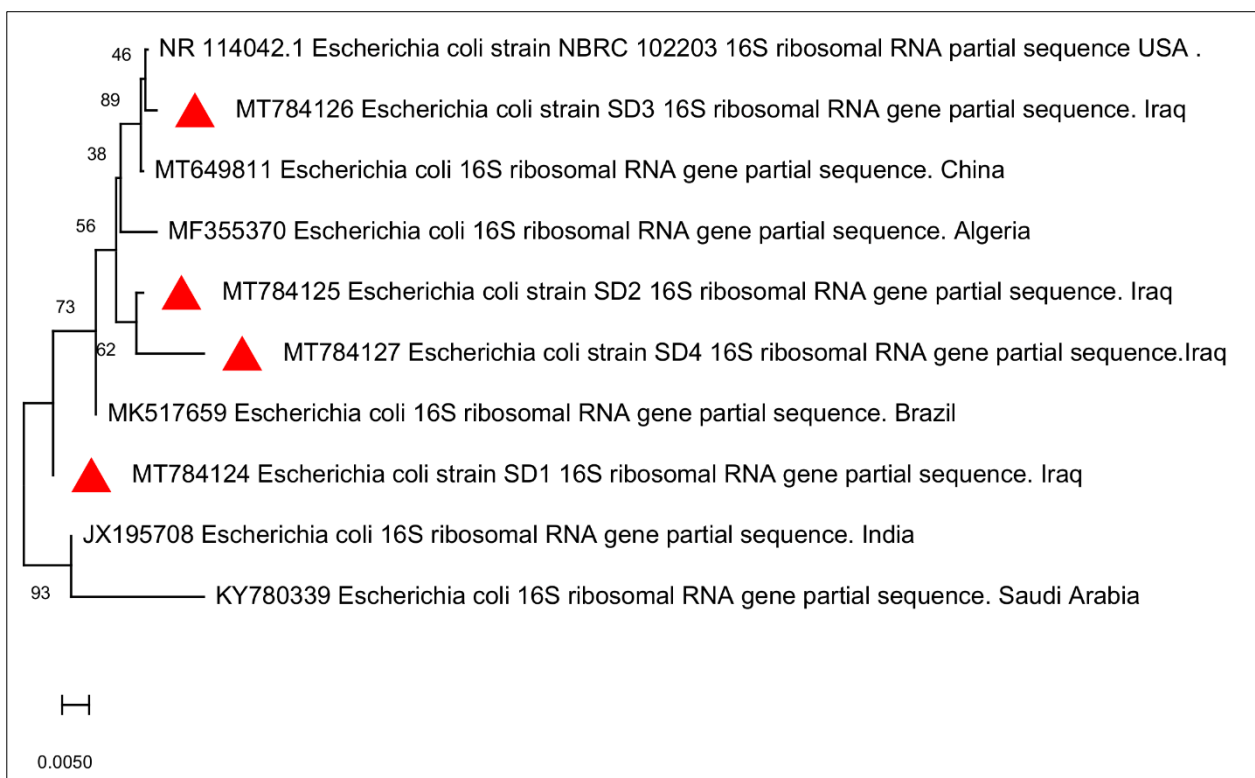 46
NR 114042.1 Escherichia coli strain NBRC 102203 16S ribosomal RNA partial sequence USA .
89
MT784126 Escherichia coli strain SD3 16S ribosomal RNA gene partial sequence. Iraq
38
MT649811 Escherichia coli 16S ribosomal RNA gene partial sequence. China
56
MF355370 Escherichia coli 16S ribosomal RNA gene partial sequence. Algeria
MT784125 Escherichia coli strain SD2 16S ribosomal RNA gene partial sequence. Iraq
73
62
MT784127 Escherichia coli strain SD4 16S ribosomal RNA gene partial sequence.Iraq
MK517659 Escherichia coli 16S ribosomal RNA gene partial sequence. Brazil
MT784124 Escherichia coli strain SD1 16S ribosomal RNA gene partial sequence. Iraq
JX195708 Escherichia coli 16S ribosomal RNA gene partial sequence. India
93
KY780339 Escherichia coli 16S ribosomal RNA gene partial sequence. Saudi Arabia
0.0050